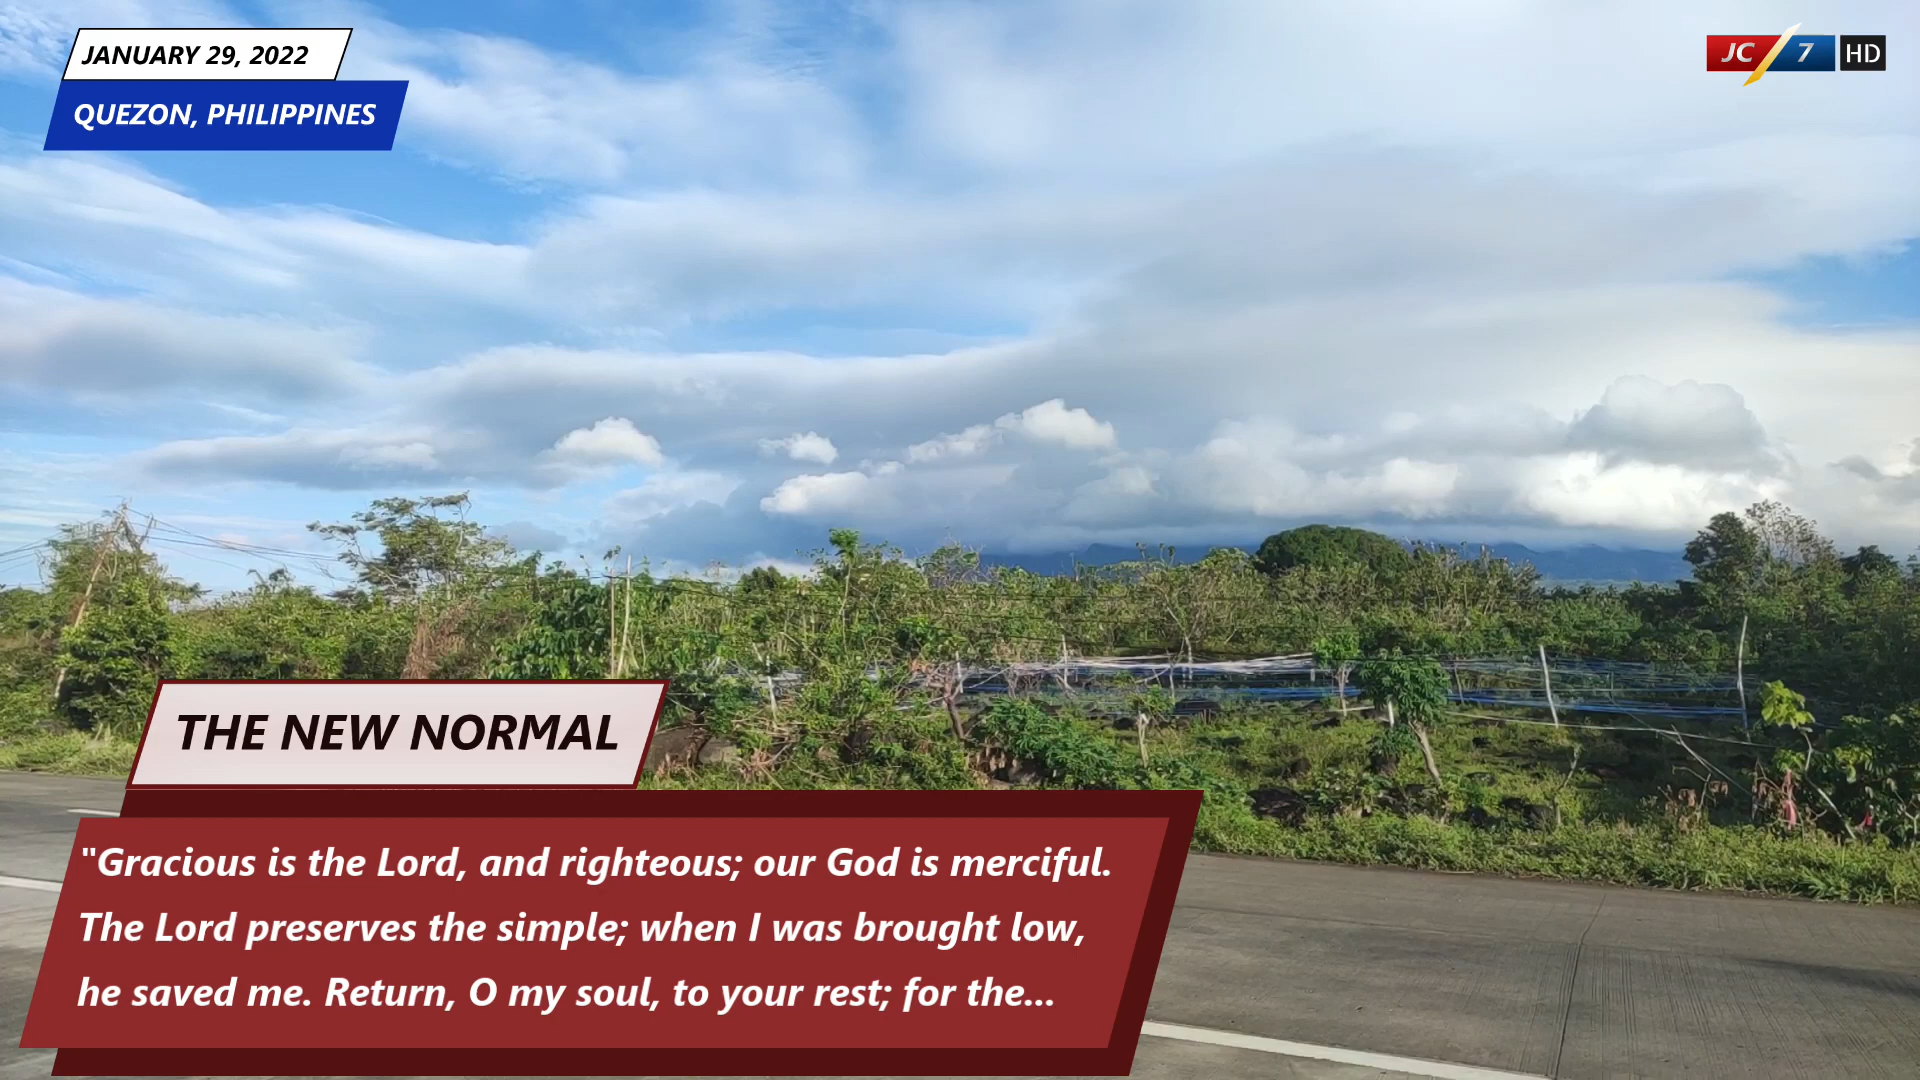 JANUARY 29, 2022
QUEZON, PHILIPPINES
JC 7 HD
THE NEW NORMAL
"Gracious is the Lord, and righteous; our God is merciful.
The Lord preserves the simple; when I was brought low,
he saved me. Return, O my soul, to your rest; for the...